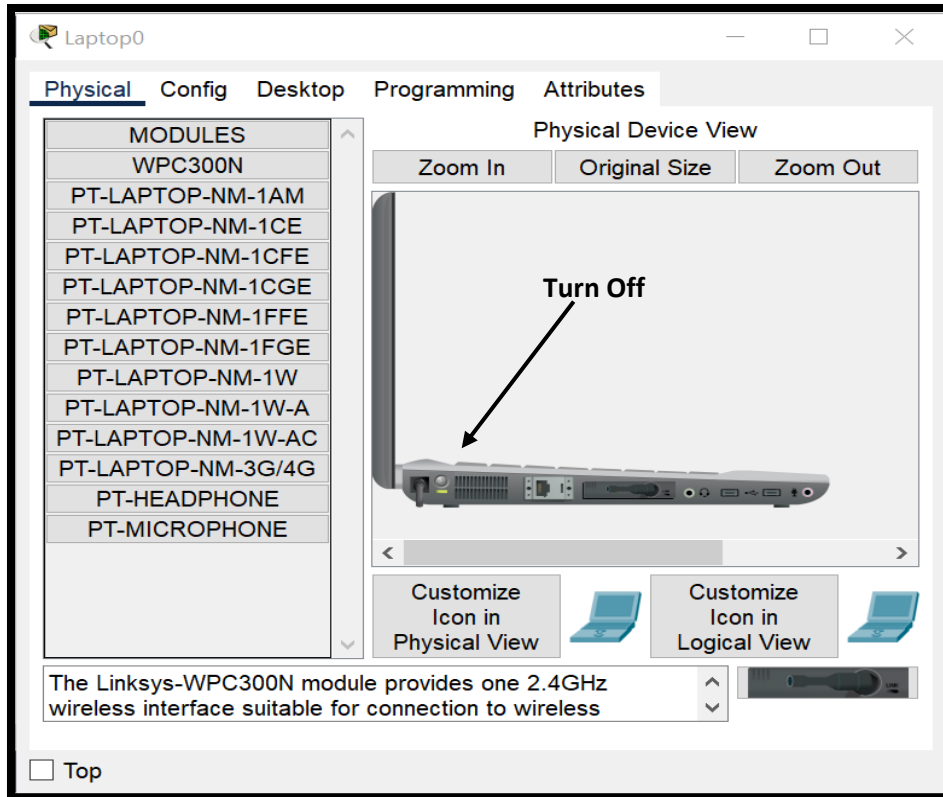 Laptop0
Physical Config Desktop Programming Attributes
MODULES
WPC300N
PT-LAPTOP-NM-1AM
PT-LAPTOP-NM-1CE
PT-LAPTOP-NM-1CFE
PT-LAPTOP-NM-1CGE
PT-LAPTOP-NM-1FFE
PT-LAPTOP-NM-1FGE
PT-LAPTOP-NM-1W
PT-LAPTOP-NM-1W-A
PT-LAPTOP-NM-1W-AC
PT-LAPTOP-NM-3G/4G
PT-HEADPHONE
PT-MICROPHONE
Physical Device View
Zoom In Original Size Zoom Out
Turn Off
Customize
Icon in
Physical View
Customize
Icon in
Logical View
The Linksys-WPC300N module provides one 2.4GHz
wireless interface suitable for connection to wireless
Top